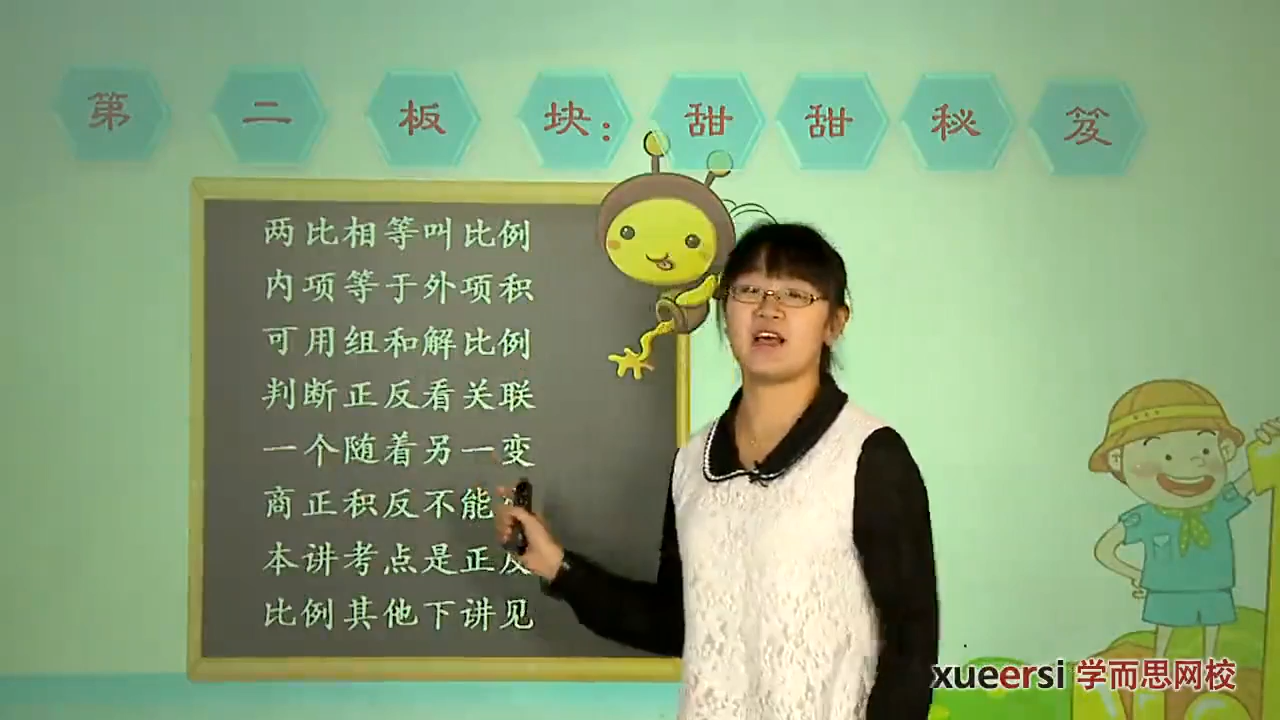 第二板块:甜甜秘笈
两比相等叫比例
内项等于外项积
可用组和解比例
判断正反看关联
一个随着另一变
商正积反不能
本讲考点是正反
比例其他下讲见
xueersi 学而思网校